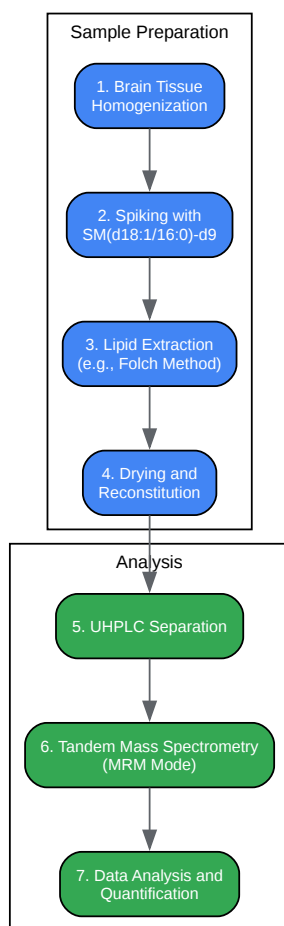 Sample Preparation
1. Brain Tissue
Homogenization
2. Spiking with
SM(d18:1/16:0)-d9
3. Lipid Extraction
(e.g., Folch Method)
4. Drying and
Reconstitution
Analysis
5. UHPLC Separation
6. Tandem Mass Spectrometry
(MRM Mode)
7. Data Analysis and
Quantification